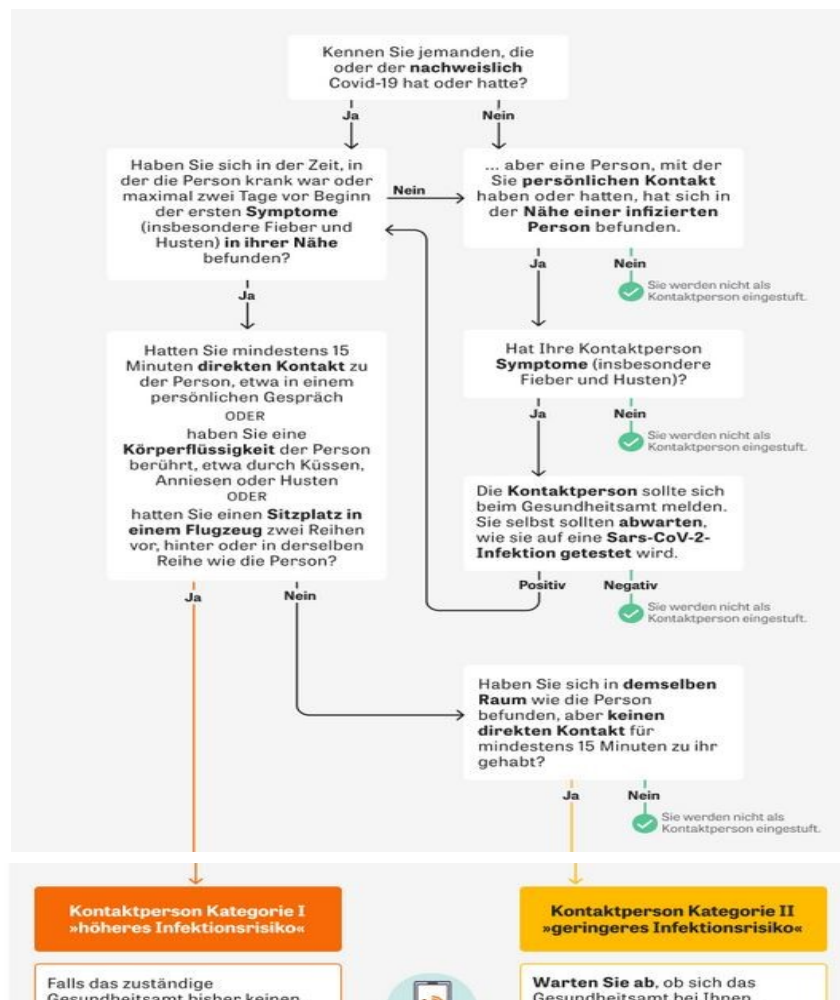 Kennen Sie jemanden, die
oder der nachweislich
Covid-19 hat oder hatte?
Ja
Nein
Haben Sie sich in der Zeit, in
der die Person krank war oder
maximal zwei Tage vor Beginn
der ersten Symptome
(insbesondere Fieber und
Husten) in ihrer Nähe
befunden?
Nein
... aber eine Person, mit der
Sie persönlichen Kontakt
haben oder hatten, hat sich in
der Nähe einer infizierten
Person befunden.
Ja
Nein
Sie werden nicht als
Kontaktperson eingestuft.
Ja
Hatten Sie mindestens 15
Minuten direkten Kontakt zu
der Person, etwa in einem
persönlichen Gespräch
ODER
haben Sie eine
Körperflüssigkeit der Person
berührt, etwa durch Küssen,
Anniesen oder Husten
ODER
hatten Sie einen Sitzplatz in
einem Flugzeug zwei Reihen
vor, hinter oder in derselben
Reihe wie die Person?
Hat Ihre Kontaktperson
Symptome (insbesondere
Fieber und Husten)?
Ja
Nein
Sie werden nicht als
Kontaktperson eingestuft.
Die Kontaktperson sollte sich
beim Gesundheitsamt melden.
Sie selbst sollten abwarten,
wie sie auf eine Sars-CoV-2-
Infektion getestet wird.
Positiv
Negativ
Sie werden nicht als
Kontaktperson eingestuft.
Ja
Nein
Haben Sie sich in demselben
Raum wie die Person
befunden, aber keinen
direkten Kontakt für
mindestens 15 Minuten zu ihr
gehabt?
Ja
Nein
Sie werden nicht als
Kontaktperson eingestuft.
Kontaktperson Kategorie I
»höheres Infektionsrisiko«
Kontaktperson Kategorie II
»geringeres Infektionsrisiko«
Falls das zuständige
Gesundheitsamt bisher keinen
Warten Sie ab, ob sich das
Gesundheitsamt bei Ihnen